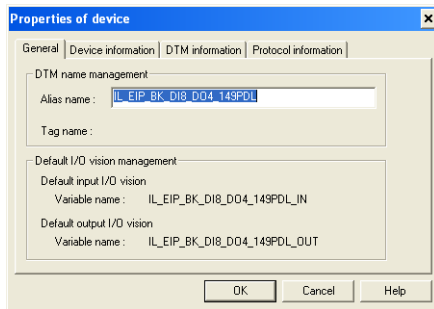 Properties of device
General Device information DTM information Protocol information
DTM name management
Alias name : IL_EIP_BK_DI8_DO4_149PDL
Tag name :
Default I/O vision management
Default input I/O vision
Variable name : IL_EIP_BK_DI8_DO4_149PDL_IN
Default output I/O vision
Variable name : IL_EIP_BK_DI8_DO4_149PDL_OUT
OK Cancel Help